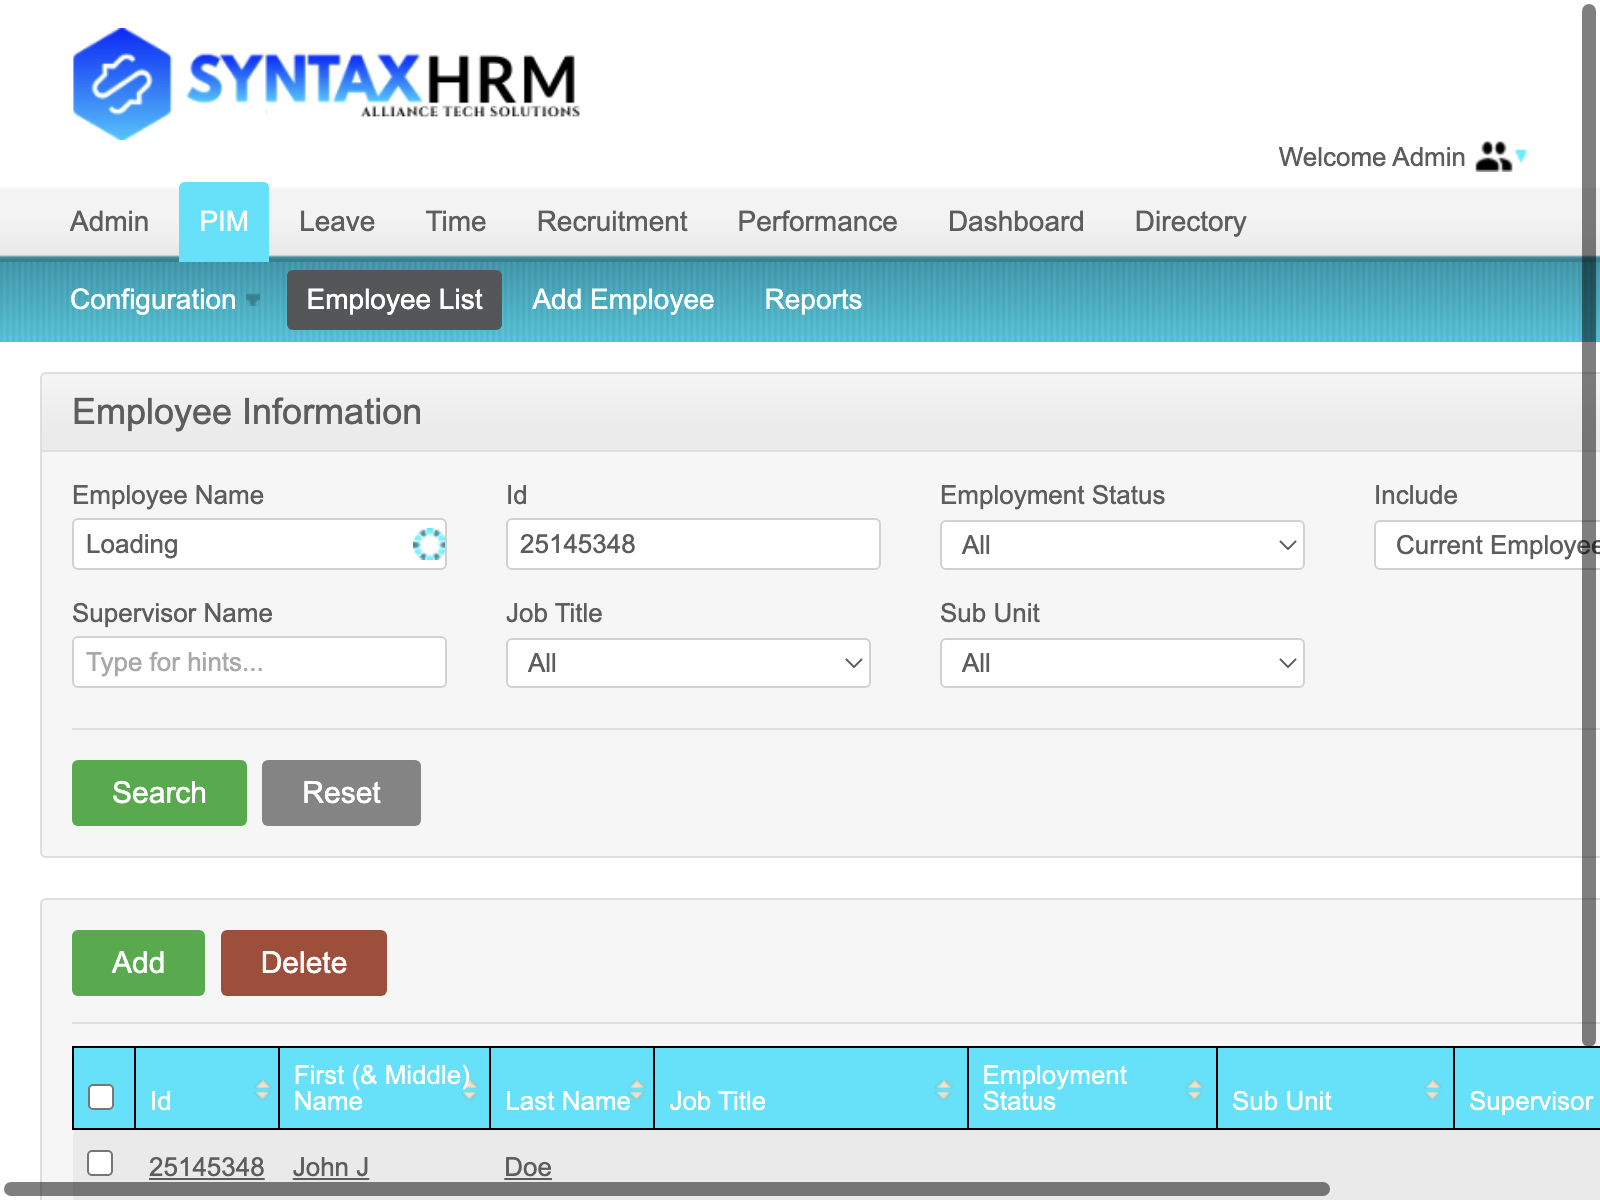 SYNTAXHRM
ALLIANCE TECH SOLUTIONS
Welcome Admin
Admin PIM Leave Time Recruitment Performance Dashboard Directory
Configuration Employee List Add Employee Reports
Employee Information
Employee Name Id Employment Status Include
Loading 25145348 All Current Employee
Supervisor Name Job Title Sub Unit
Type for hints... All All
Search Reset
Add Delete
Id First (& Middle) Name Last Name Job Title Employment Status Sub Unit Supervisor
25145348 John J Doe